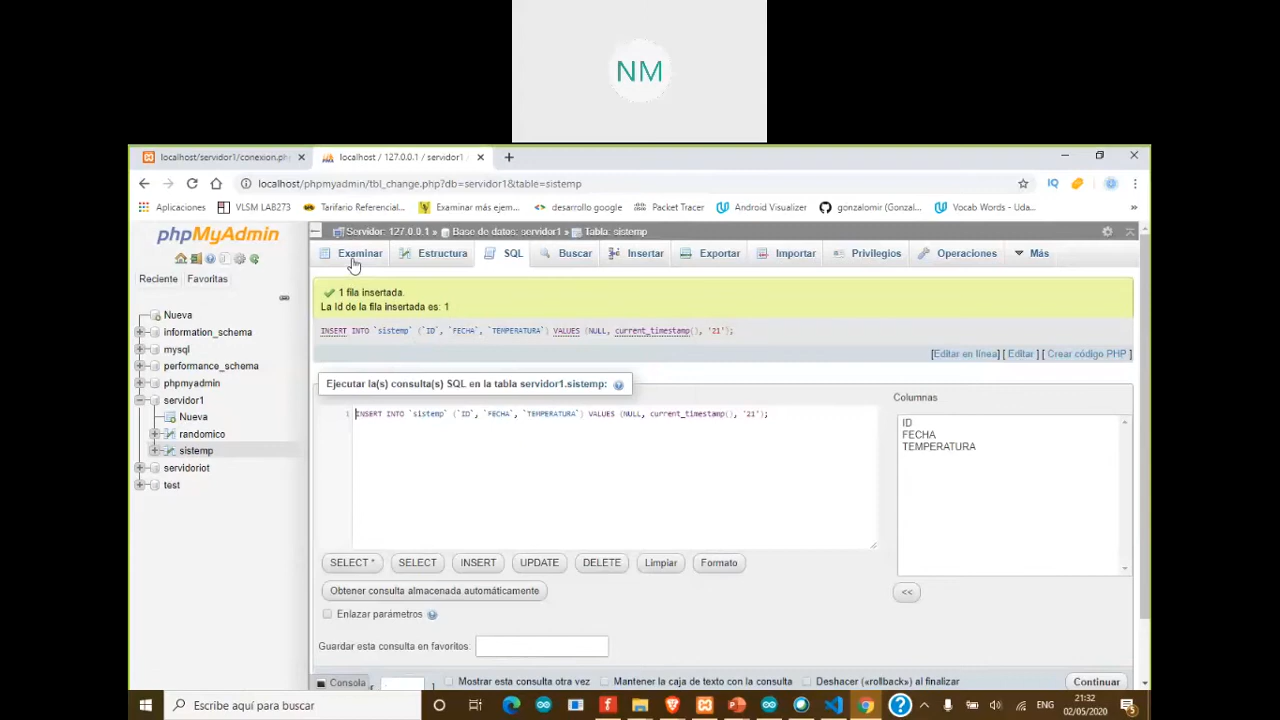 NM
localhost/servidor1/conexion.ph
localhost / 127.0.0.1 / servidor1
localhost/phpmyadmin/tbl_change.php?db=servidor1&table=sistemp
IQ
Aplicaciones
VLSM LAB273
Tarifario Referencial...
Examinar más ejem...
desarrollo google
Packet Tracer
Android Visualizer
gonzalomir (Gonzal...
Vocab Words - Uda...
»
phpMyAdmin
Reciente
Favoritas
Nueva
information_schema
mysql
performance_schema
phpmyadmin
servidor1
Nueva
randomico
sistemp
servidoriot
test
Servidor: 127.0.0.1 » Base de datos: servidor1 » Tabla: sistemp
Examinar
Estructura
SQL
Buscar
Insertar
Exportar
Importar
Privilegios
Operaciones
Más
1 fila insertada.
La Id de la fila insertada es: 1
INSERT INTO `sistemp` (`ID`, `FECHA`, `TEMPERATURA`) VALUES (NULL, current_timestamp(), '21');
[Editar en línea] [ Editar ] [ Crear código PHP ]
Ejecutar la(s) consulta(s) SQL en la tabla servidor1.sistemp:
1 INSERT INTO `sistemp` (`ID`, `FECHA`, `TEMPERATURA`) VALUES (NULL, current_timestamp(), '21');
Columnas
ID
FECHA
TEMPERATURA
SELECT *
SELECT
INSERT
UPDATE
DELETE
Limpiar
Formato
<<
Obtener consulta almacenada automáticamente
Enlazar parámetros
Guardar esta consulta en favoritos:
Consola
Mostrar esta consulta otra vez
Mantener la caja de texto con la consulta
Deshacer («rollback») al finalizar
Continuar
Escribe aquí para buscar
ENG
21:32
02/05/2020
5